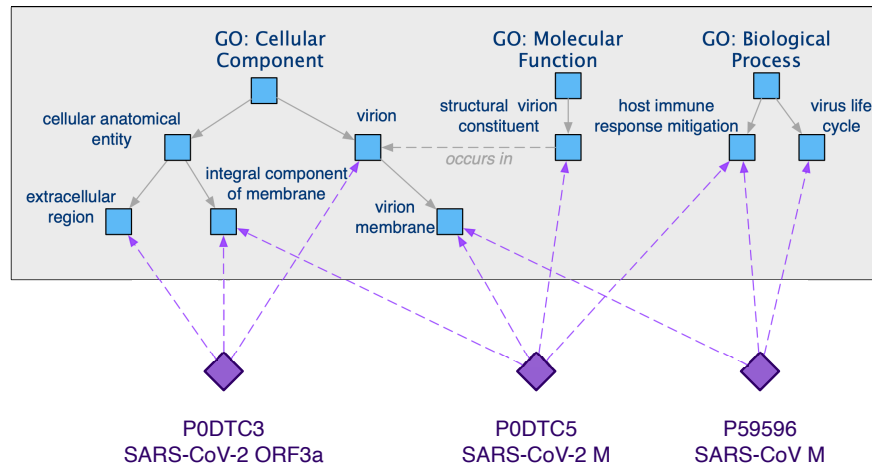 GO: Cellular
Component
GO: Molecular
Function
GO: Biological
Process
cellular anatomical
entity
virion
structural virion
constituent
host immune
response mitigation
virus life
cycle
occurs in
extracellular
region
integral component
of membrane
virion
membrane
P0DTC3
SARS-CoV-2 ORF3a
P0DTC5
SARS-CoV-2 M
P59596
SARS-CoV M